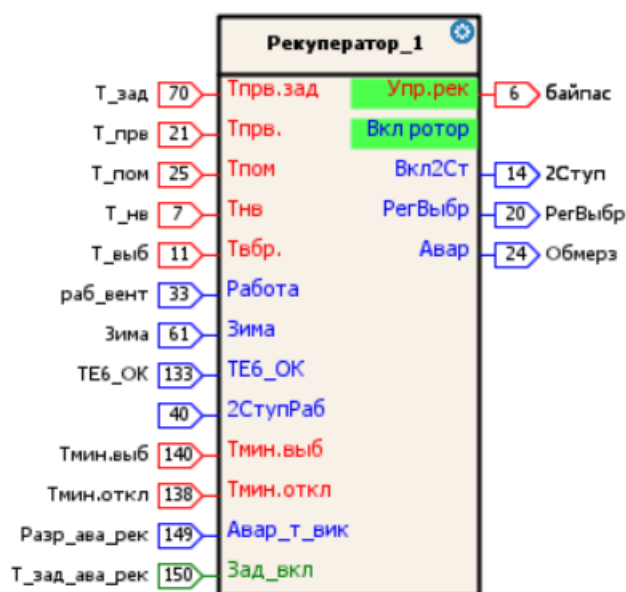 Рекуператор_1
Т_зад 70 Тпрв.зад Упр.рек 6 байпас
Т_прв 21 Тпрв. Вкл ротор
Т_пом 25 Тпом Вкл2Ст 14 2Ступ
Т_нв 7 Тнв РегВыбр 20 РегВыбр
Т_выб 11 Твбр. Авар 24 Обмерз
раб_вент 33 Работа
Зима 61 Зима
ТЕ6_ОК 133 ТЕ6_ОК
40 2СтупРаб
Тмин.выб 140 Тмин.выб
Тмин.откл 138 Тмин.откл
Разр_ава_рек 149 Авар_т_вик
Т_зад_ава_рек 150 Зад_вкл